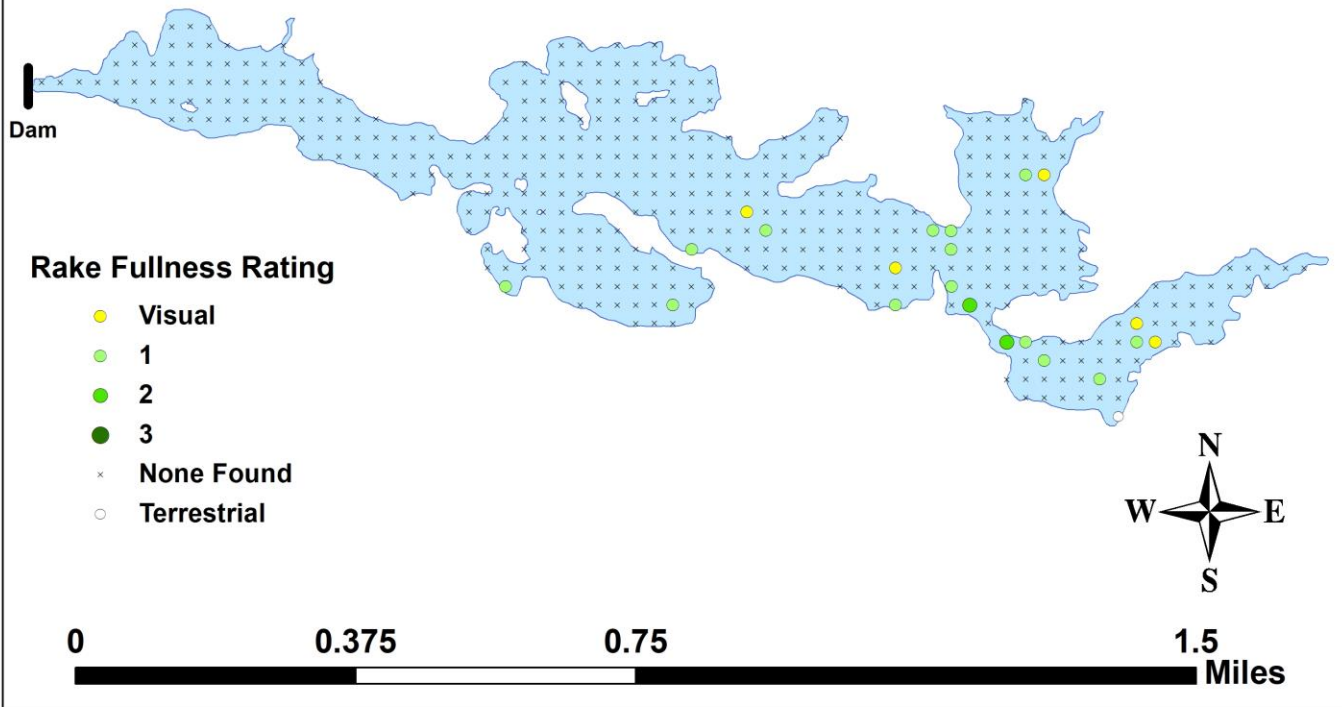 Dam
Rake Fullness Rating
Visual
1
2
3
None Found
Terrestrial
N
W E
S
0 0.375 0.75 1.5
Miles